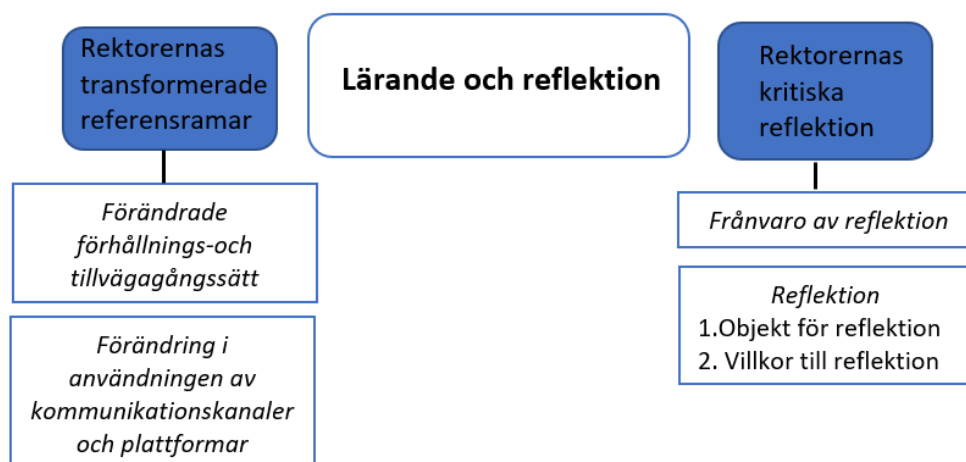 Rektorernas
transformerade
referensramar
Lärande och reflektion
Rektorernas
kritiska
reflektion
Förändrade
förhållnings-och
tillvägagångssätt
Förändring i
användningen av
kommunikationskanaler
och plattformar
Frånvaro av reflektion
Reflektion
1.Objekt för reflektion
2. Villkor till reflektion